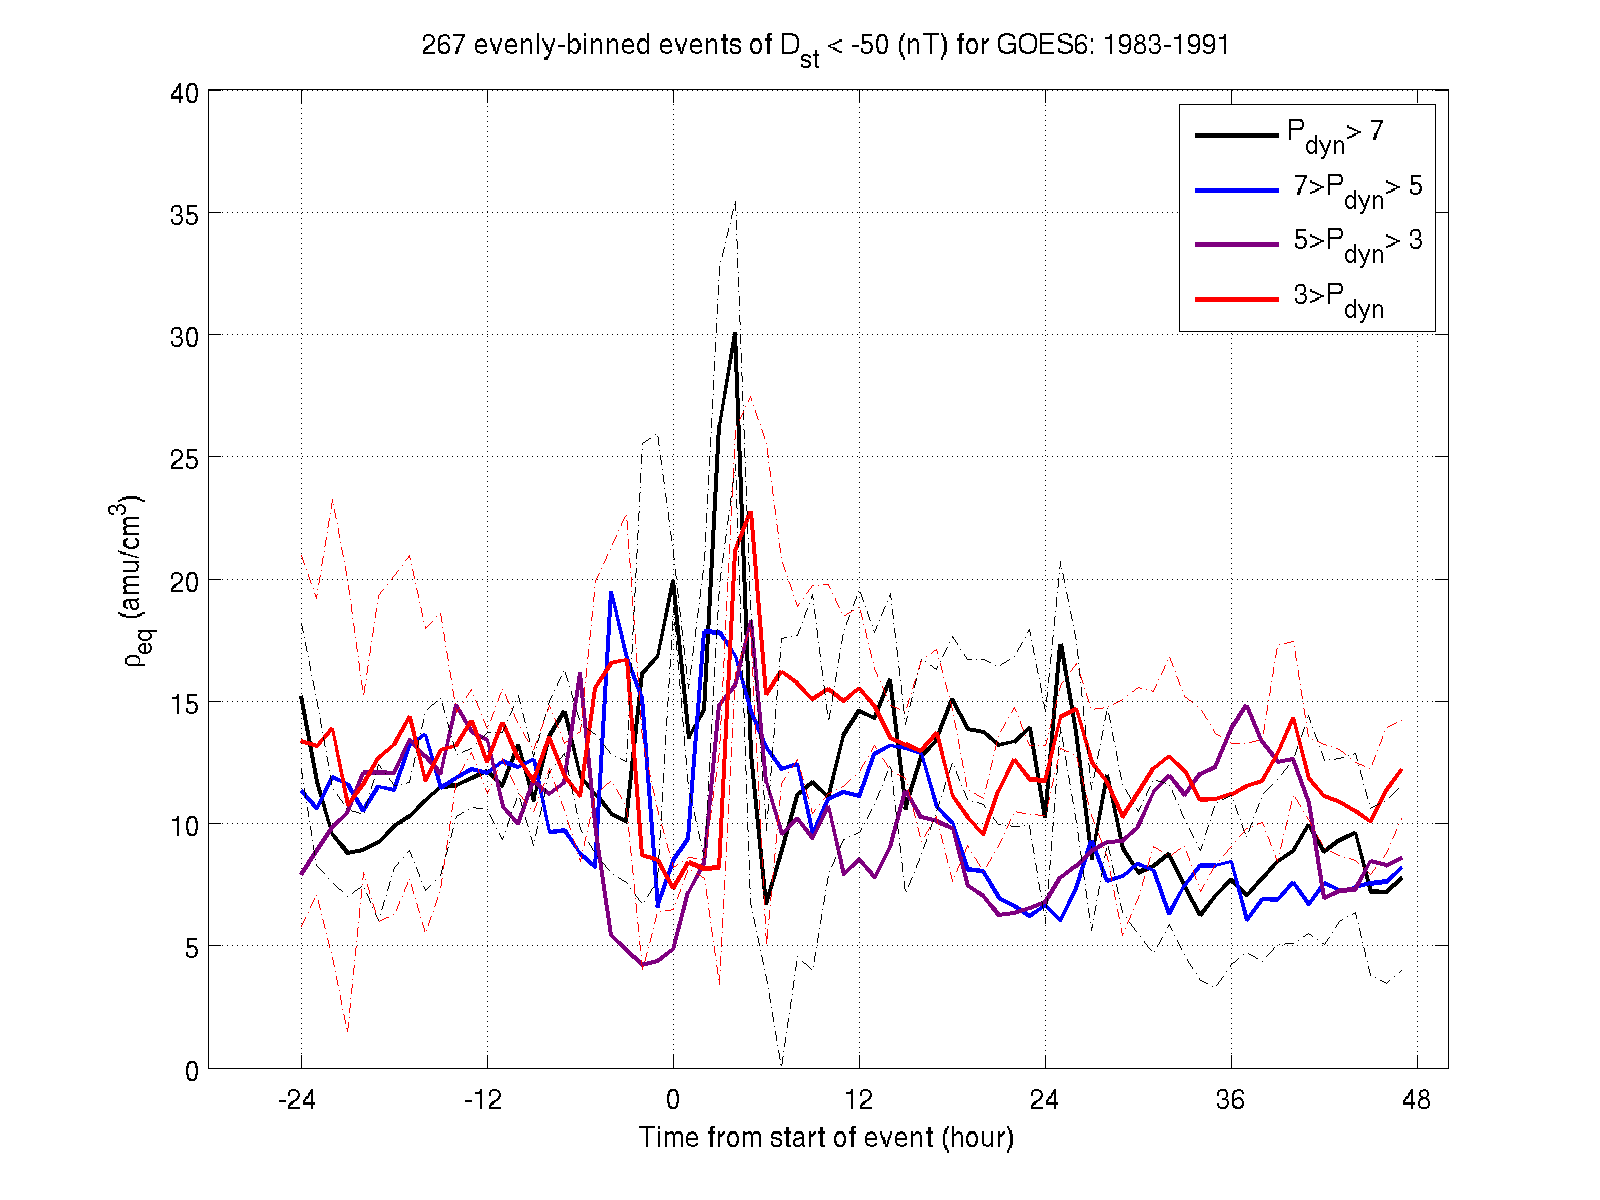 267 evenly-binned events of D_st < -50 (nT) for GOES6: 1983-1991
40
35
30
25
20
15
10
5
0
ρ_eq (amu/cm^3)
P_dyn> 7
7>P_dyn> 5
5>P_dyn> 3
3>P_dyn
-24 -12 0 12 24 36 48
Time from start of event (hour)